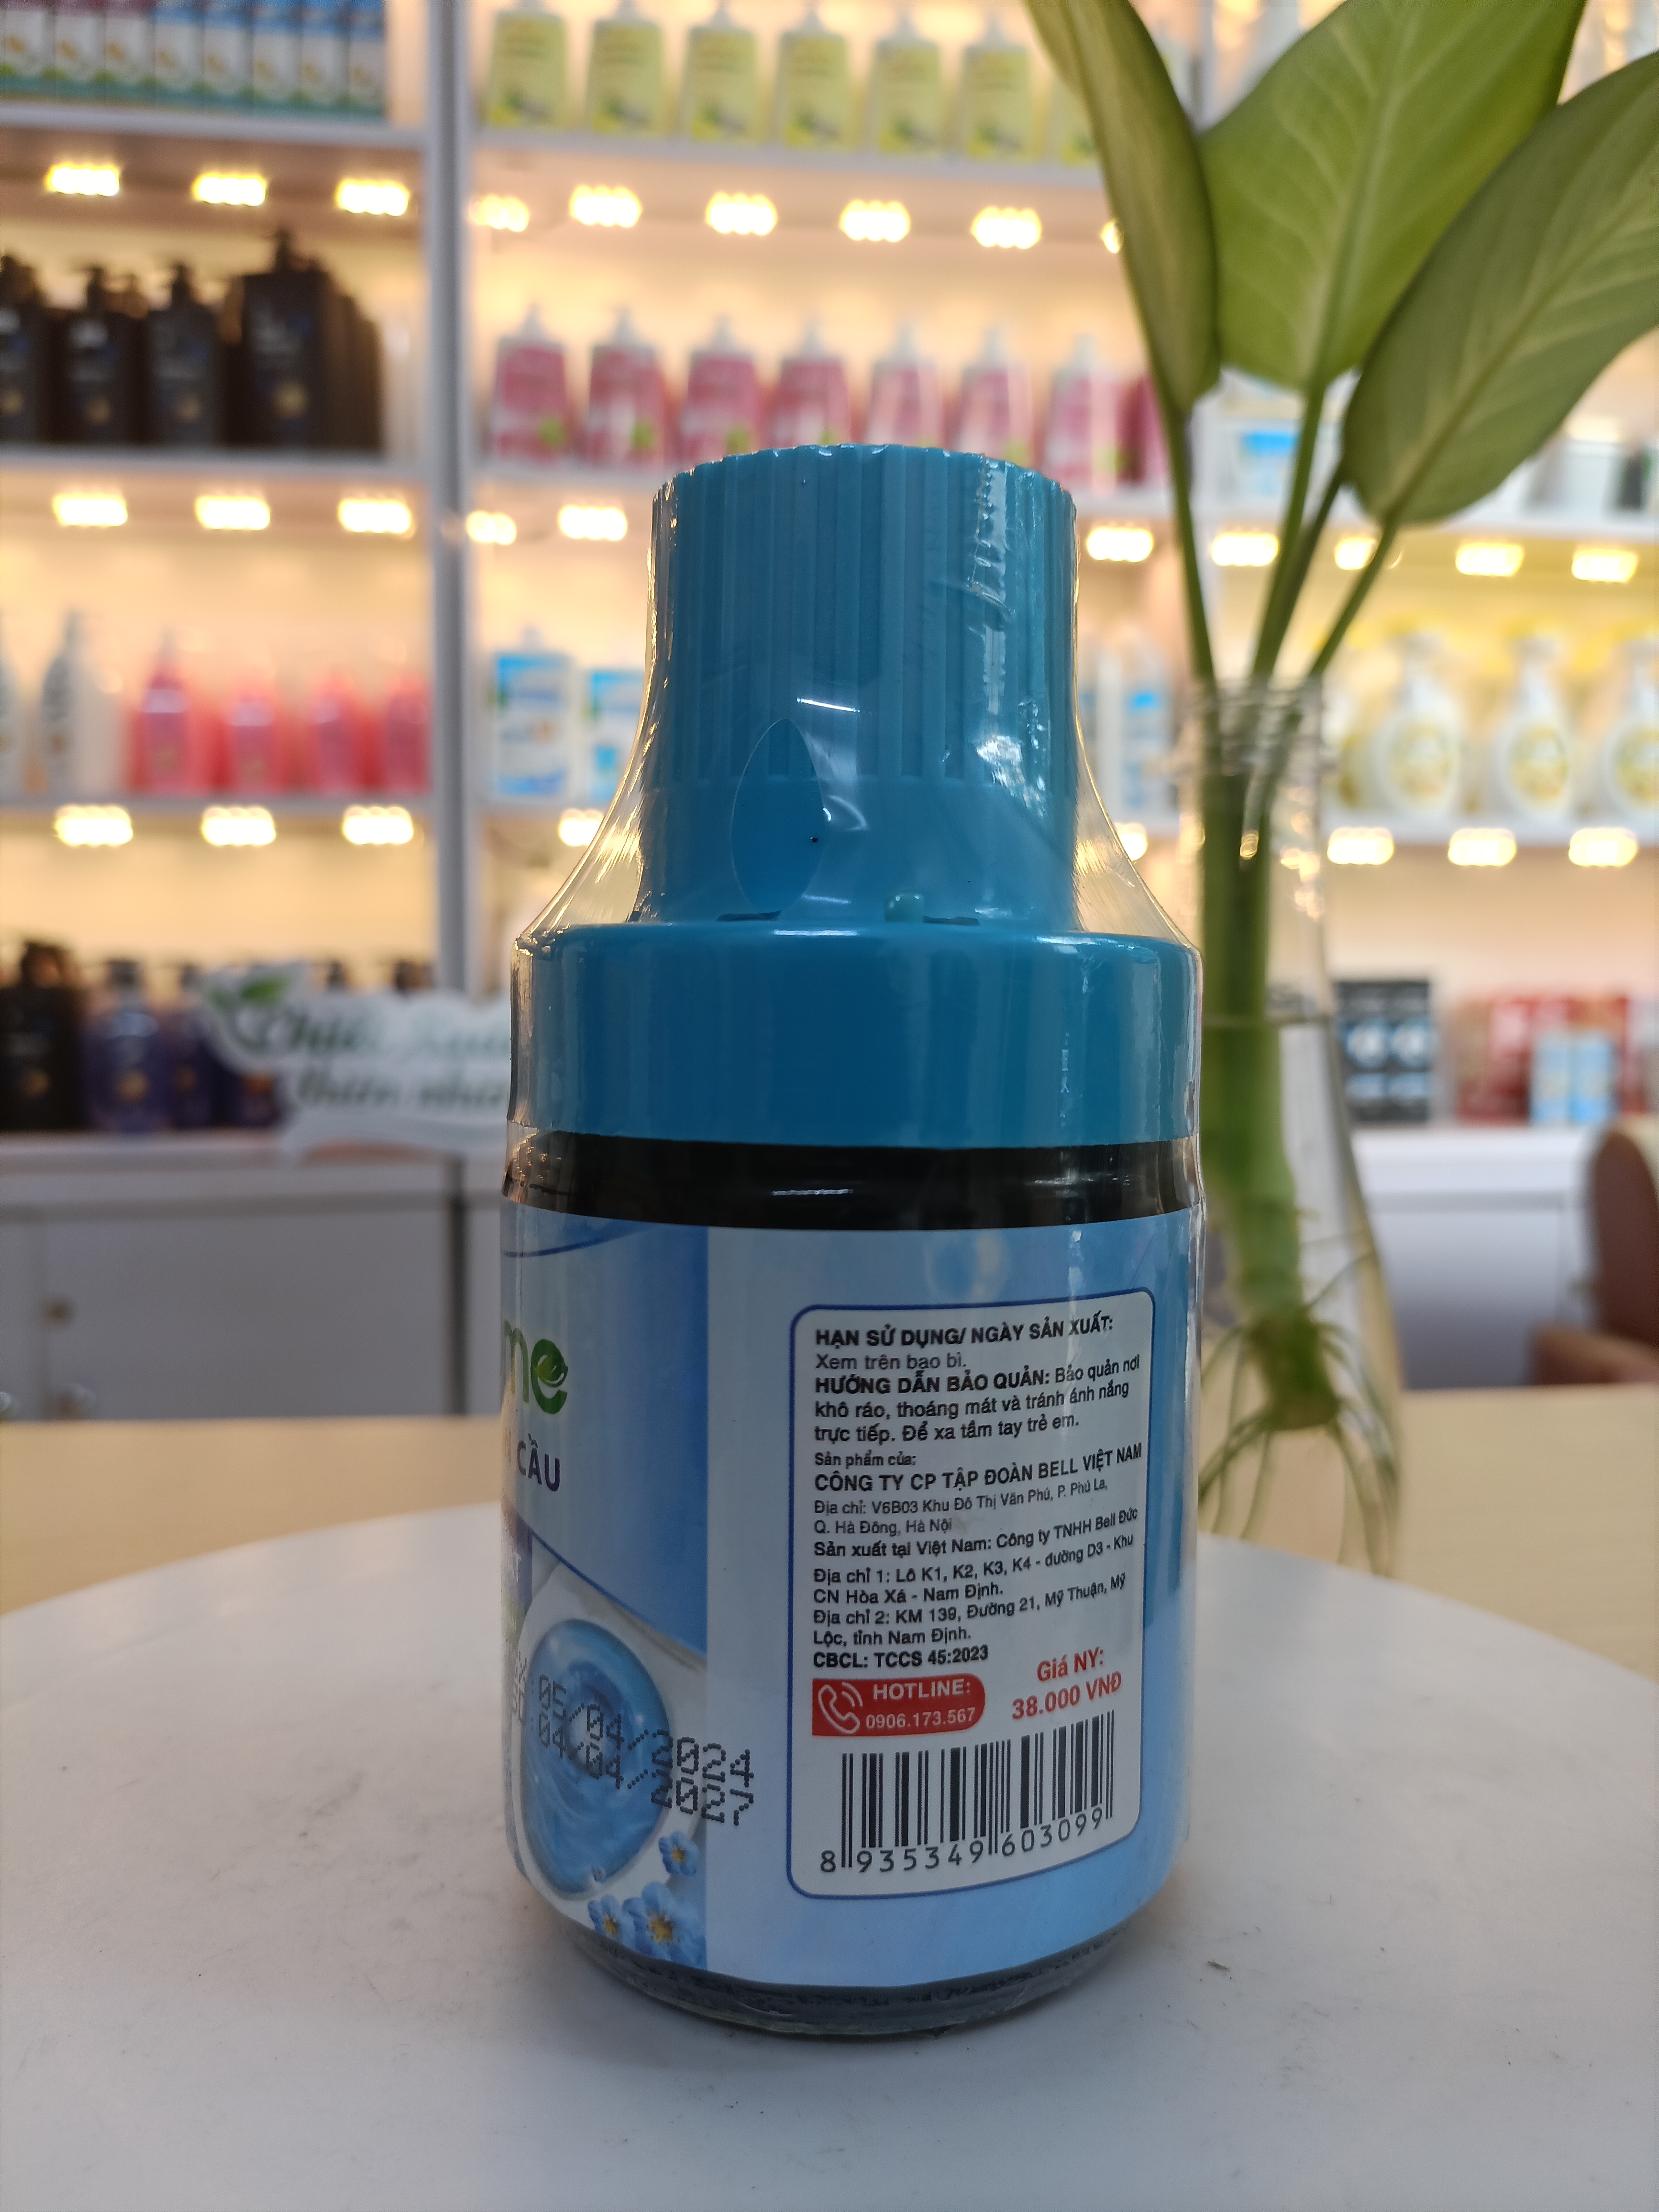 me
CẦU
05/04/2024
04/04/2027
HẠN SỬ DỤNG/ NGÀY SẢN XUẤT:
Xem trên bao bì.
HƯỚNG DẪN BẢO QUẢN: Bảo quản nơi
khô ráo, thoáng mát và tránh ánh nắng
trực tiếp. Để xa tầm tay trẻ em.
Sản phẩm của:
CÔNG TY CP TẬP ĐOÀN BELL VIỆT NAM
Địa chỉ: V6B03 Khu Đô Thị Văn Phú, P. Phú La,
Q. Hà Đông, Hà Nội
Sản xuất tại Việt Nam: Công ty TNHH Bell Đức
Địa chỉ 1: Lô K1, K2, K3, K4 - đường D3 - Khu
CN Hòa Xá - Nam Định.
Địa chỉ 2: KM 139, Đường 21, Mỹ Thuận, Mỹ
Lộc, tỉnh Nam Định.
CBCL: TCCS 45:2023
HOTLINE:
0906.173.567
Giá NY:
38.000 VNĐ
8 935349 603099